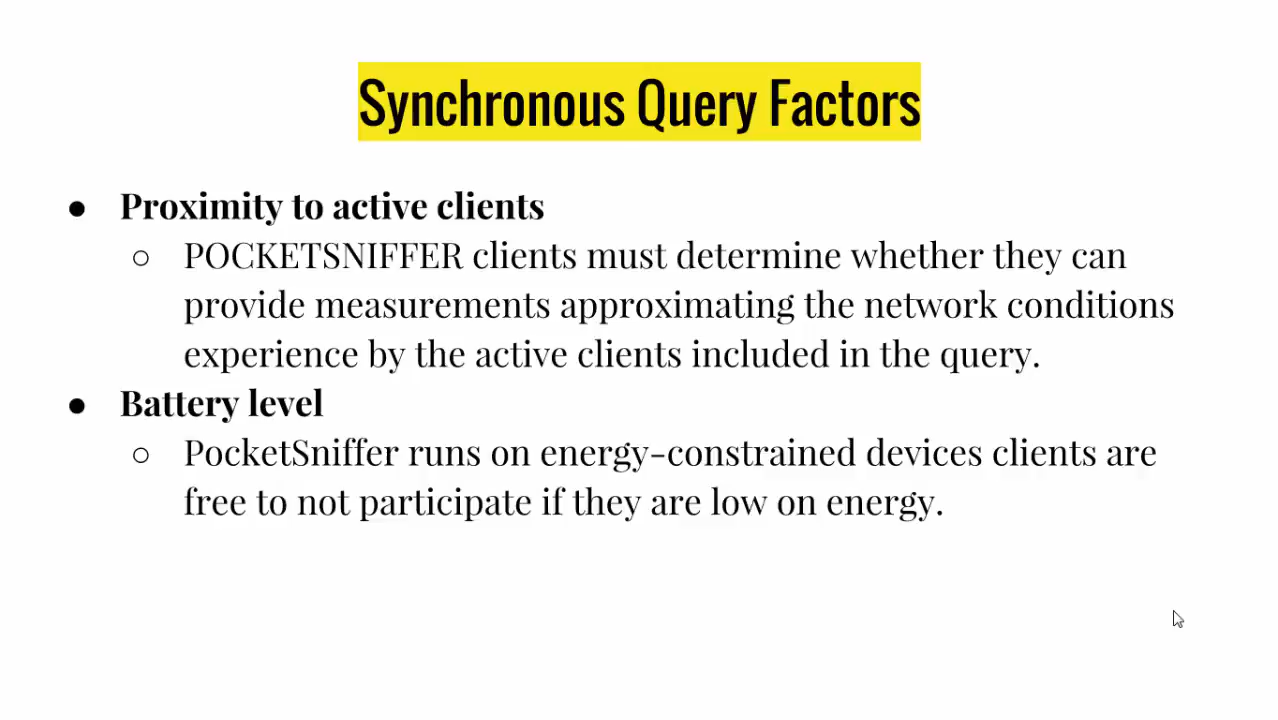 Synchronous Query Factors
● Proximity to active clients
○ POCKETSNIFFER clients must determine whether they can
provide measurements approximating the network conditions
experience by the active clients included in the query.
● Battery level
○ PocketSniffer runs on energy-constrained devices clients are
free to not participate if they are low on energy.